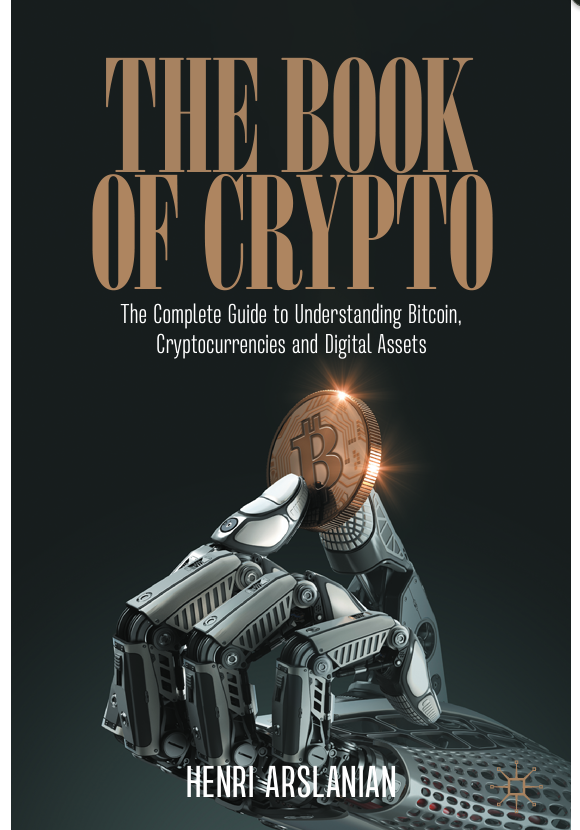 THE BOOK
OF CRYPTO
The Complete Guide to Understanding Bitcoin,
Cryptocurrencies and Digital Assets
HENRI ARSLANIAN